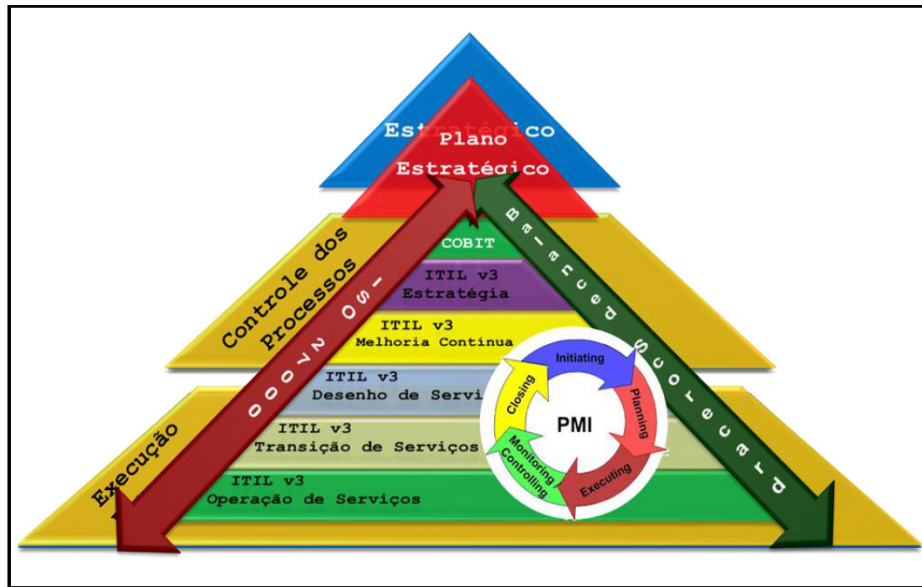 Estratégico
Plano
Estratégico
Controle dos
Processos
COBIT
ITIL v3
Estratégia
ITIL v3
Melhoria Contínua
ISO 27000
Balanced Scorecard
Execução
ITIL v3
Desenho de Servi
ITIL v3
Transição de Serviços
ITIL v3
Operação de Serviços
PMI
Initiating
Planning
Executing
Monitoring
Controlling
Closing